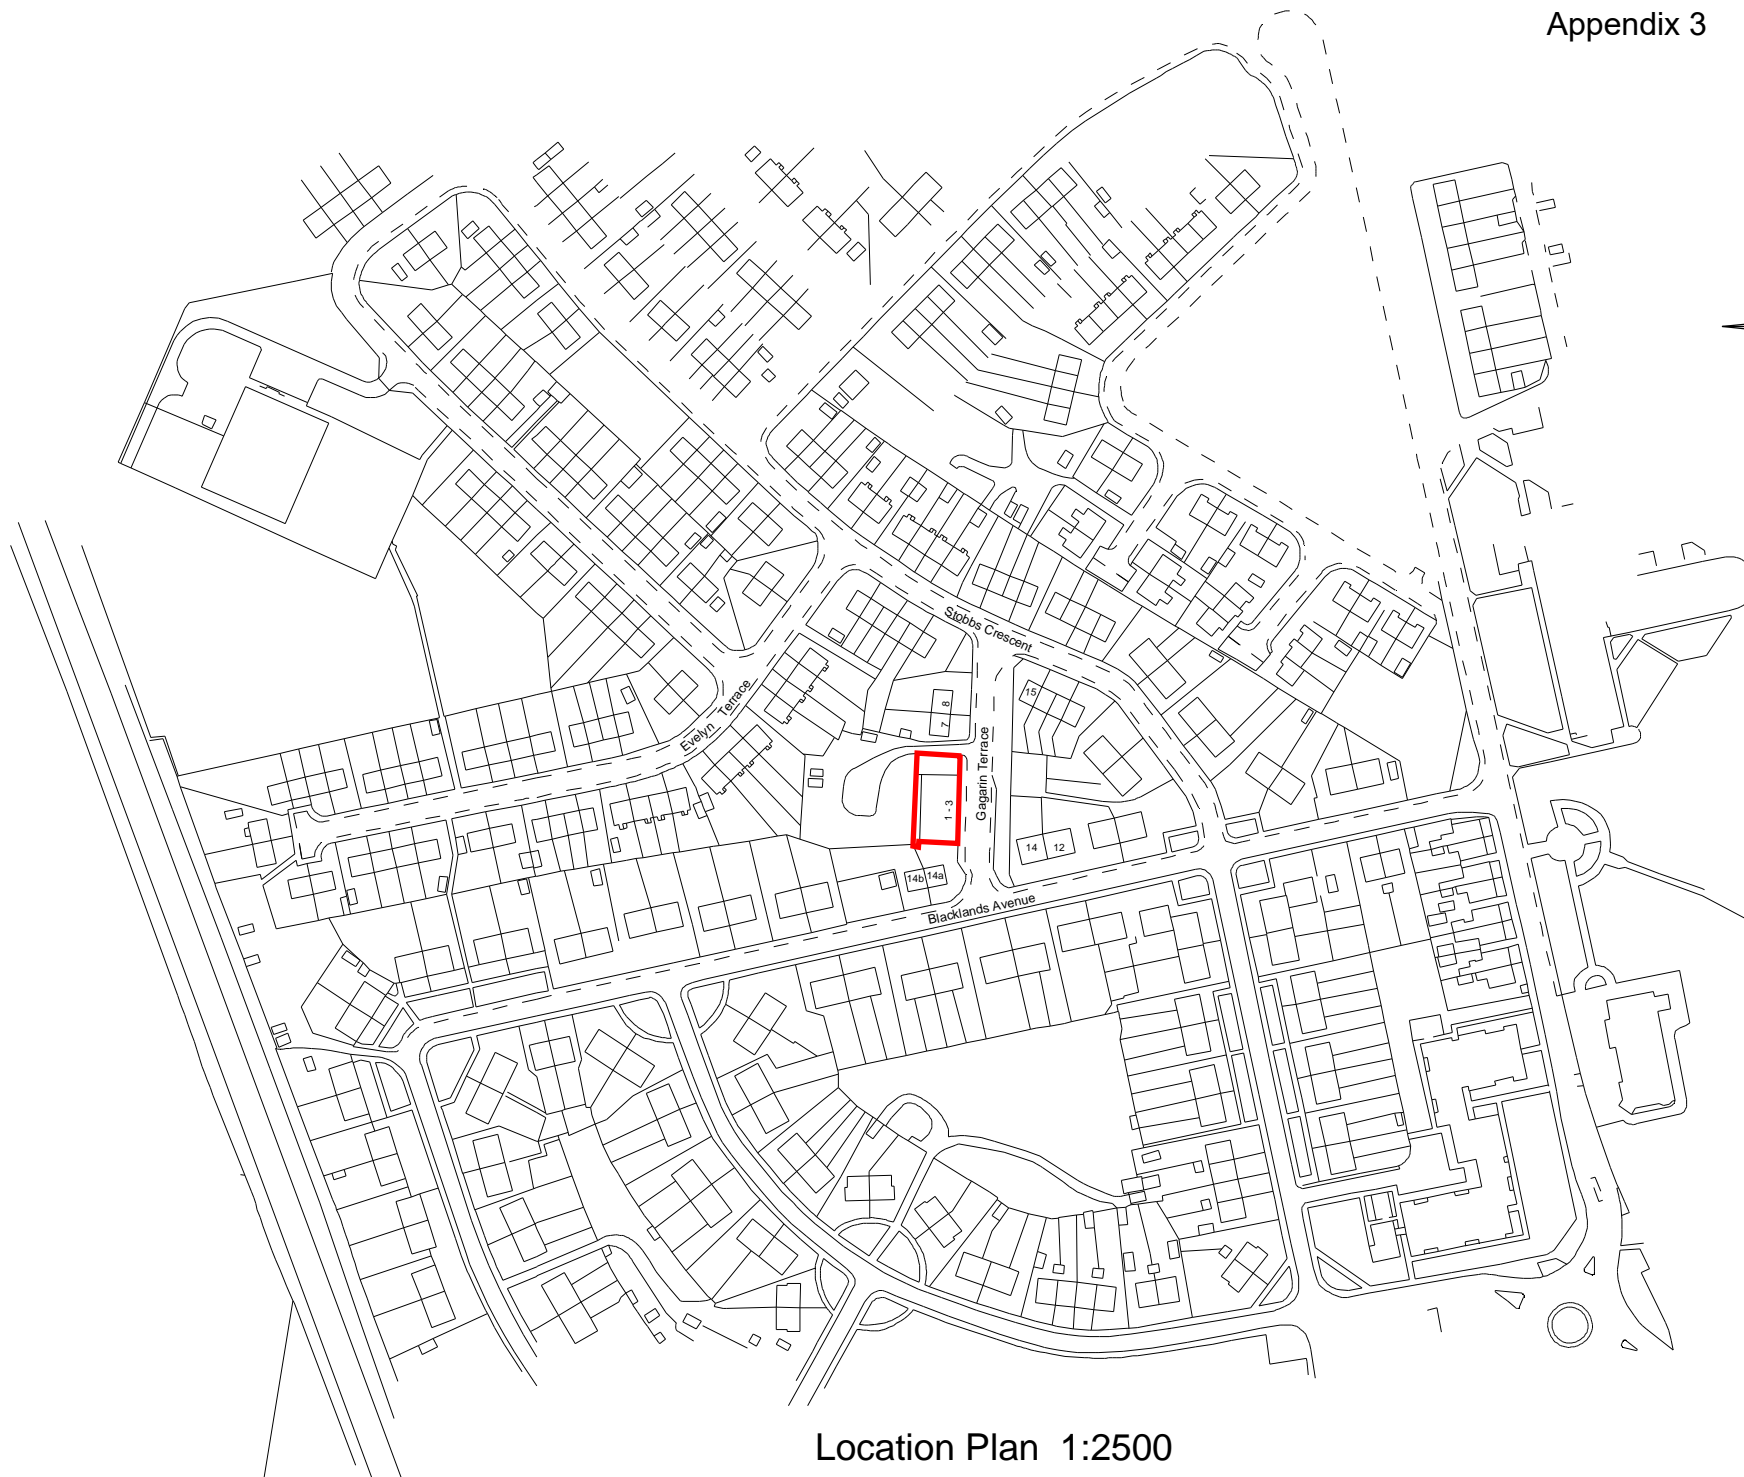 Appendix 3
Stobbs Crescent
15
8
7
Evelyn Terrace
Gagarin Terrace
1 - 3
14
12
14b
14a
Blacklands Avenue
Location Plan 1:2500